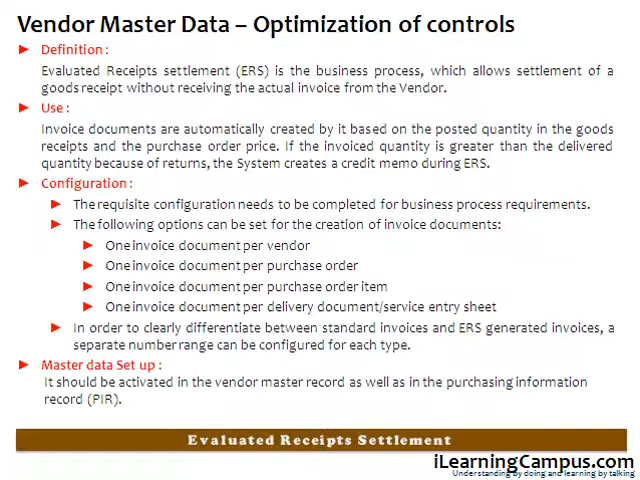 Vendor Master Data – Optimization of controls
Definition :
Evaluated Receipts settlement (ERS) is the business process, which allows settlement of a
goods receipt without receiving the actual invoice from the Vendor.
Use :
Invoice documents are automatically created by it based on the posted quantity in the goods
receipts and the purchase order price. If the invoiced quantity is greater than the delivered
quantity because of returns, the System creates a credit memo during ERS.
Configuration :
The requisite configuration needs to be completed for business process requirements.
The following options can be set for the creation of invoice documents:
One invoice document per vendor
One invoice document per purchase order
One invoice document per purchase order item
One invoice document per delivery document/service entry sheet
In order to clearly differentiate between standard invoices and ERS generated invoices, a
separate number range can be configured for each type.
Master data Set up :
It should be activated in the vendor master record as well as in the purchasing information
record (PIR).
Evaluated Receipts Settlement
iLearningCampus.com
Understanding by doing and learning by talking